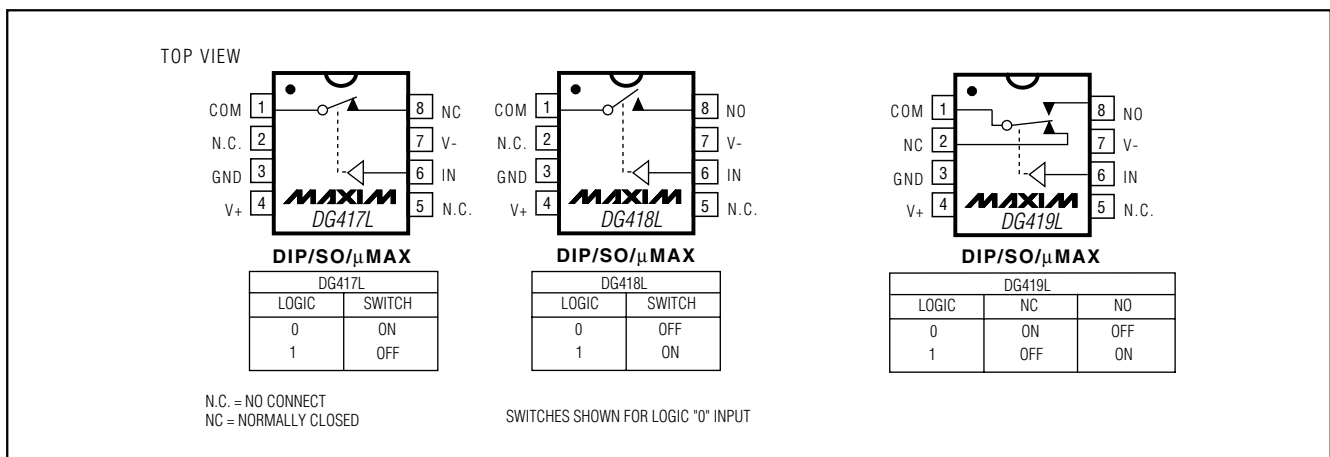 TOP VIEW
COM 1 8 NC
N.C. 2 7 V-
GND 3 6 IN
V+ 4 5 N.C.
MAXIM
DG417L
DIP/SO/μMAX
DG417L
LOGIC SWITCH
0 ON
1 OFF
COM 1 8 NO
N.C. 2 7 V-
GND 3 6 IN
V+ 4 5 N.C.
MAXIM
DG418L
DIP/SO/μMAX
DG418L
LOGIC SWITCH
0 OFF
1 ON
COM 1 8 NO
NC 2 7 V-
GND 3 6 IN
V+ 4 5 N.C.
MAXIM
DG419L
DIP/SO/μMAX
DG419L
LOGIC NC NO
0 ON OFF
1 OFF ON
N.C. = NO CONNECT
NC = NORMALLY CLOSED
SWITCHES SHOWN FOR LOGIC "0" INPUT